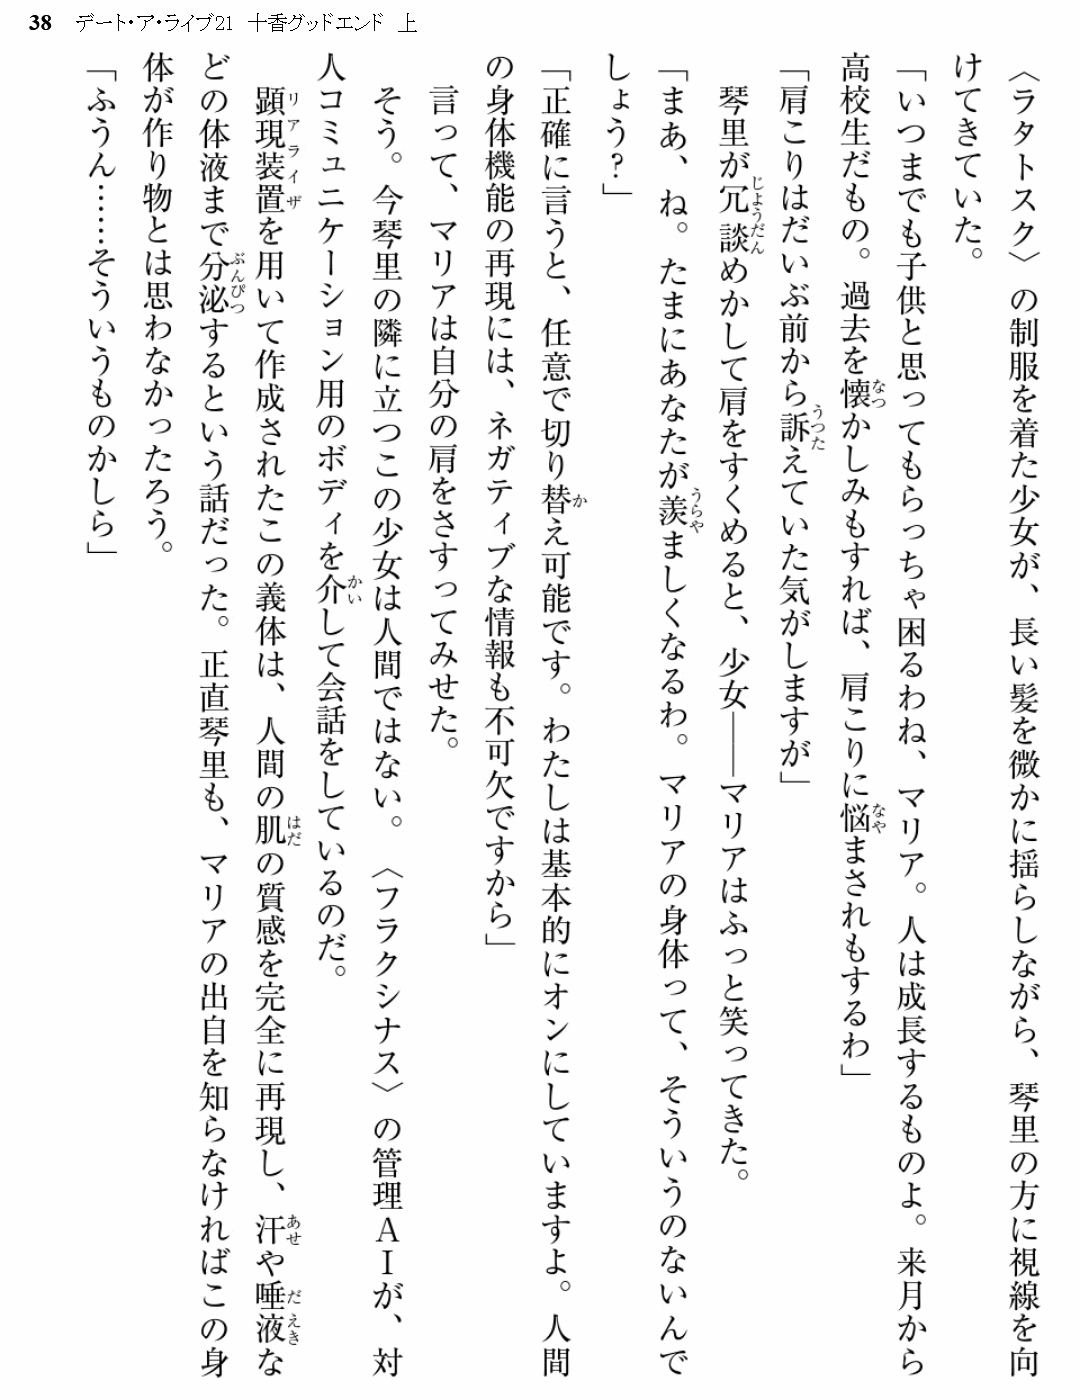 38 デート・ア・ライブ21 十香グッドエンド 上
〈ラタトスク〉の制服を着た少女が、長い髪を微かに揺らしながら、琴里の方に視線を向
けてきていた。
「いつまでも子供と思ってもらっちゃ困るわね、マリア。人は成長するものよ。来月から
高校生だもの。過去を懐かしみもすれば、肩こりに悩まされもするわ」
「肩こりはだいぶ前から訴えていた気がしますが」
琴里が冗談めかして肩をすくめると、少女――マリアはふっと笑ってきた。
「まあ、ね。たまにあなたが羨ましくなるわ。マリアの身体って、そういうのないんで
しょう?」
「正確に言うと、任意で切り替え可能です。わたしは基本的にオンにしていますよ。人間
の身体機能の再現には、ネガティブな情報も不可欠ですから」
言って、マリアは自分の肩をさすってみせた。
そう。今琴里の隣に立つこの少女は人間ではない。〈フラクシナス〉の管理ＡＩが、対
人コミュニケーション用のボディを介して会話をしているのだ。
顕現装置を用いて作成されたこの義体は、人間の肌の質感を完全に再現し、汗や唾液な
どの体液まで分泌するという話だった。正直琴里も、マリアの出自を知らなければこの身
体が作り物とは思わなかったろう。
「ふうん……そういうものかしら」